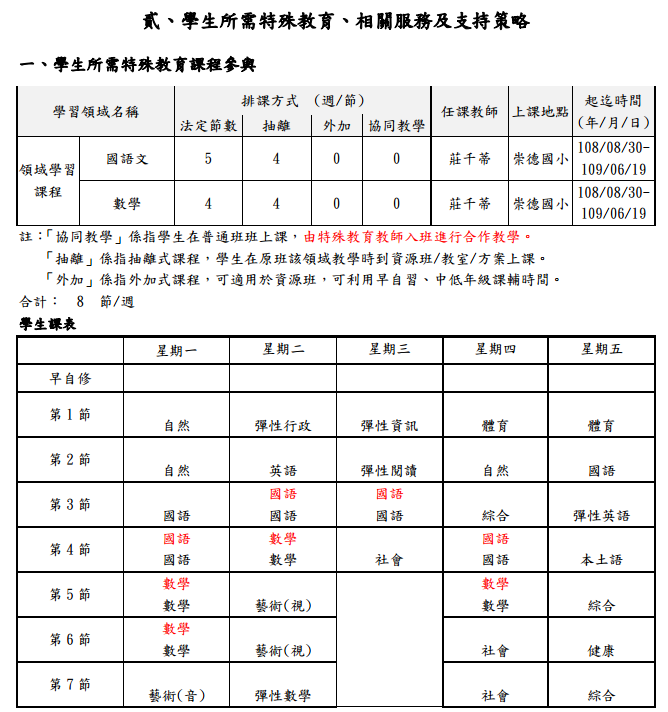 貳、學生所需特殊教育、相關服務及支持策略
一、學生所需特殊教育課程參與
學習領域名稱 排課方式 (週/節) 任課教師 上課地點 起迄時間 (年/月/日)
法定節數 抽離 外加 協同教學
領域學習課程 國語文 5 4 0 0 莊千蒂 崇德國小 108/08/30-109/06/19
數學 4 4 0 0 莊千蒂 崇德國小 108/08/30-109/06/19
註：「協同教學」係指學生在普通班班上課，由特殊教育教師入班進行合作教學。
「抽離」係指抽離式課程，學生在原班該領域教學時到資源班/教室/方案上課。
「外加」係指外加式課程，可適用於資源班，可利用早自習、中低年級課輔時間。
合計： 8 節/週
學生課表
星期一 星期二 星期三 星期四 星期五
早自修
第1節 自然 彈性行政 彈性資訊 體育 體育
第2節 自然 英語 彈性閱讀 自然 國語
國語 國語
第3節 國語 國語 國語 綜合 彈性英語
國語 數學 國語
第4節 國語 數學 社會 國語 本土語
數學 數學
第5節 數學 藝術(視) 數學 綜合
數學
第6節 數學 藝術(視) 社會 健康
第7節 藝術(音) 彈性數學 社會 綜合